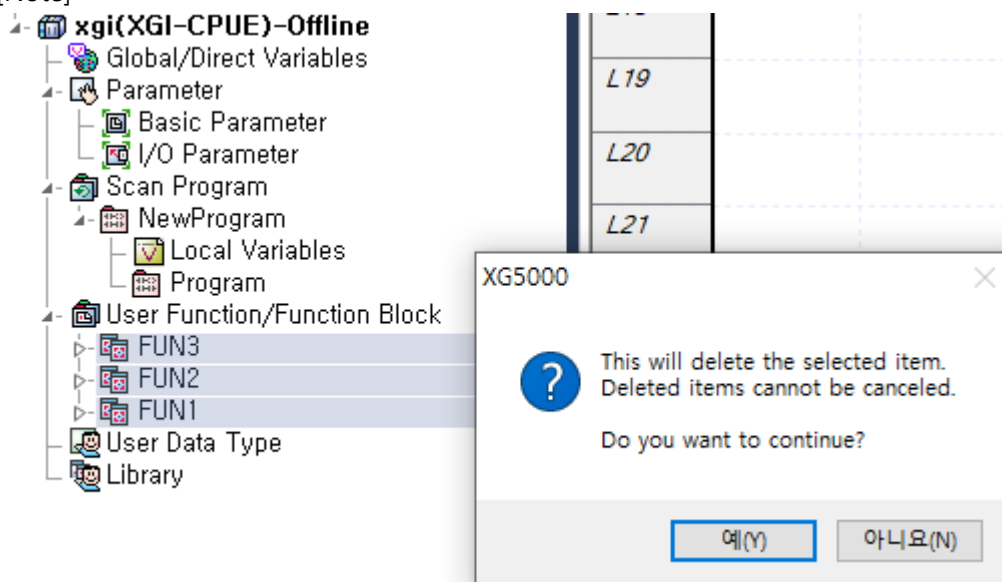 xgi(XGI-CPUE)-Offline
Global/Direct Variables
Parameter
Basic Parameter
I/O Parameter
Scan Program
NewProgram
Local Variables
Program
User Function/Function Block
FUN3
FUN2
FUN1
User Data Type
Library
L19
L20
L21
XG5000
This will delete the selected item.
Deleted items cannot be canceled.
Do you want to continue?
예(Y)
아니요(N)